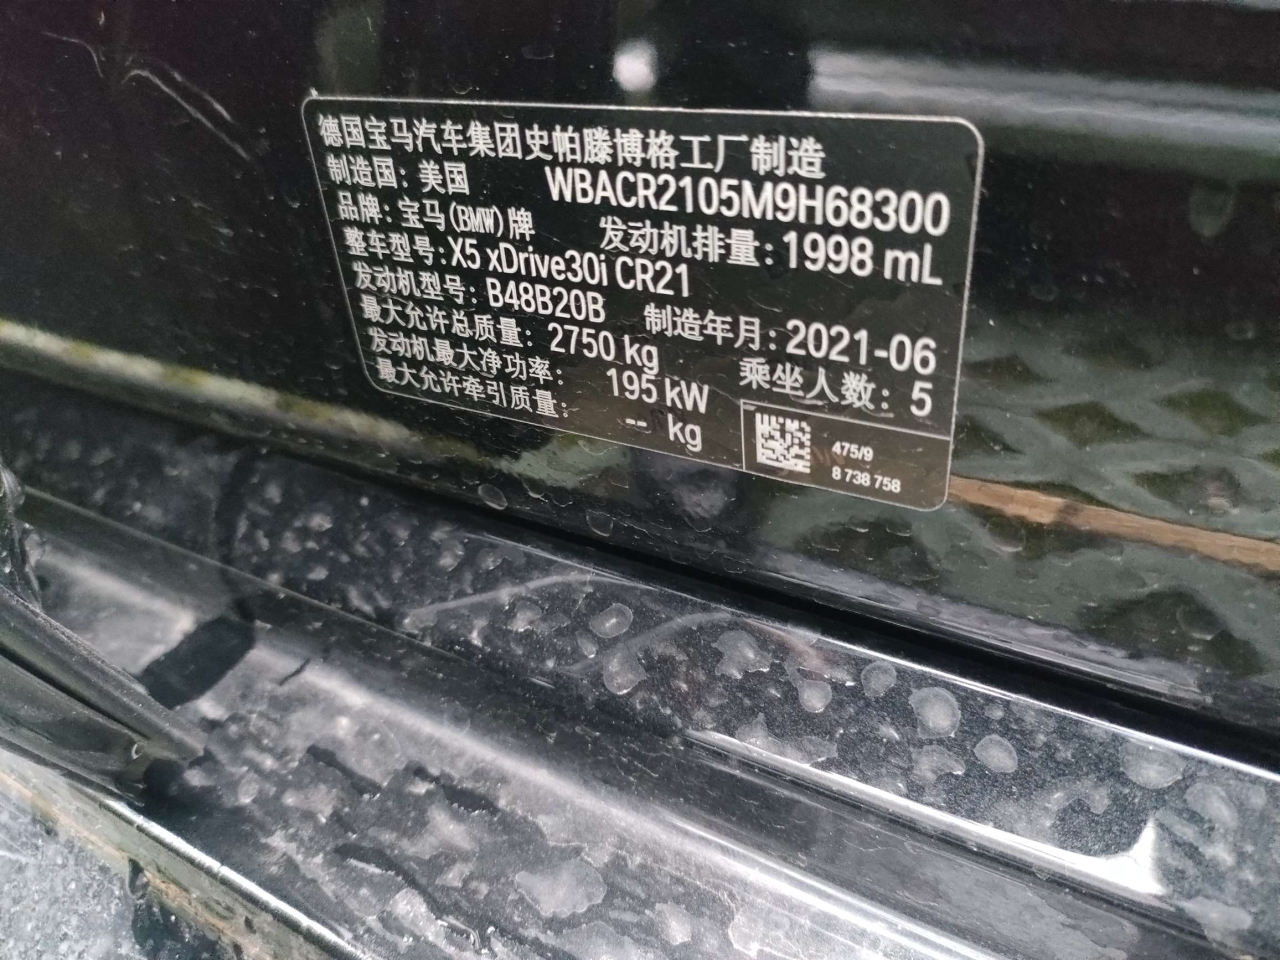 德国宝马汽车集团史帕滕博格工厂制造
制造国：美国 WBACR2105M9H68300
品牌：宝马(BMW)牌 发动机排量：1998 mL
整车型号：X5 xDrive30i CR21
发动机型号：B48B20B 制造年月：2021-06
最大允许总质量：2750 kg 乘坐人数：5
发动机最大净功率：195 kW
最大允许牵引质量：-- kg
475/9
8 738 758